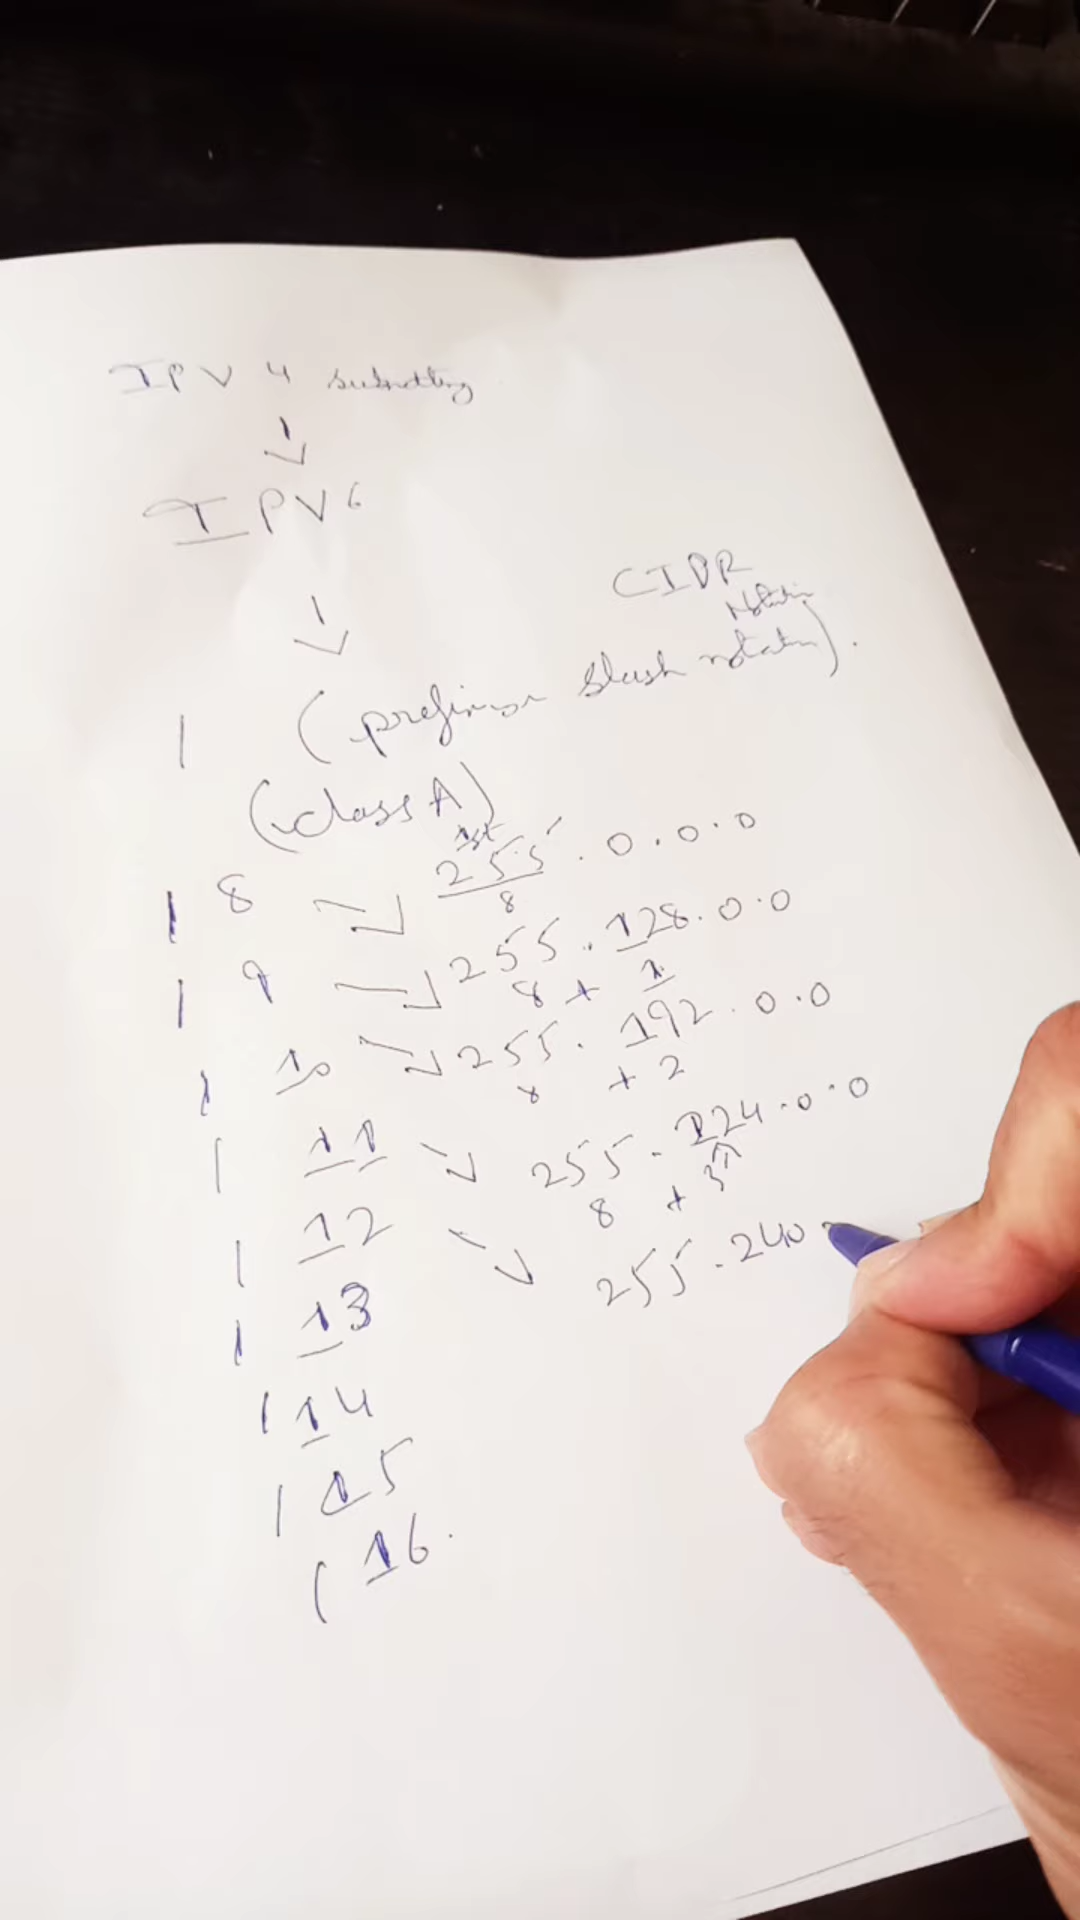 IPV 4 subnetting
IPV6
CIDR
Notation
(prefix or slash notation).
(class A)
1st
/ 8 → 255.0.0.0
8
/ 9 → 255.128.0.0
8 + 1
/ 10 → 255.192.0.0
8 + 2
/ 11 → 255.224.0.0
8 + 3
/ 12 → 255.240.
/ 13
/ 14
/ 15
/ 16.